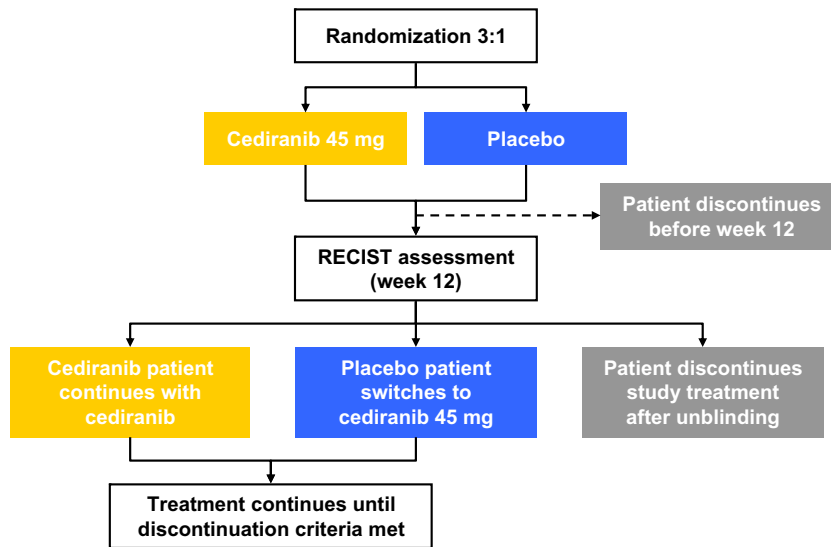 Randomization 3:1
Cediranib 45 mg
Placebo
Patient discontinues
before week 12
RECIST assessment
(week 12)
Cediranib patient
continues with
cediranib
Placebo patient
switches to
cediranib 45 mg
Patient discontinues
study treatment
after unblinding
Treatment continues until
discontinuation criteria met